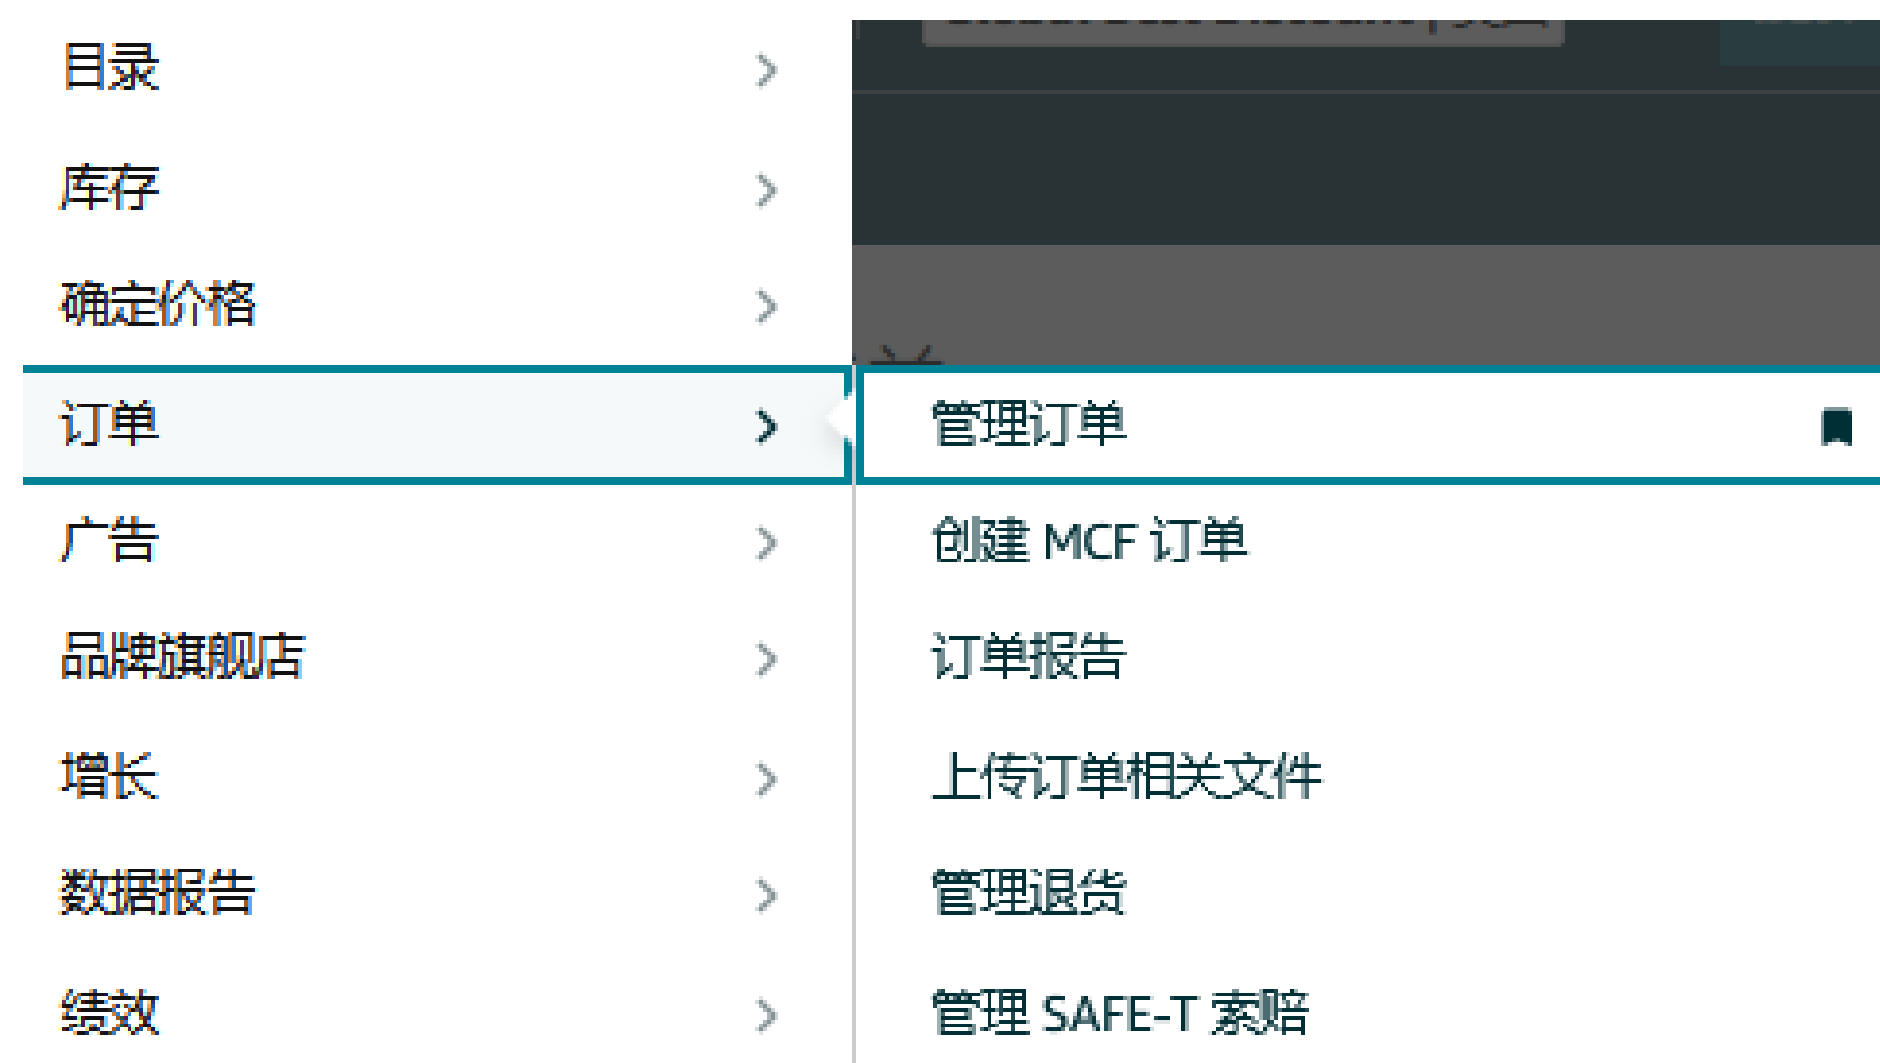 目录
库存
确定价格
订单
广告
品牌旗舰店
增长
数据报告
绩效
管理订单
创建 MCF 订单
订单报告
上传订单相关文件
管理退货
管理 SAFE-T 索赔